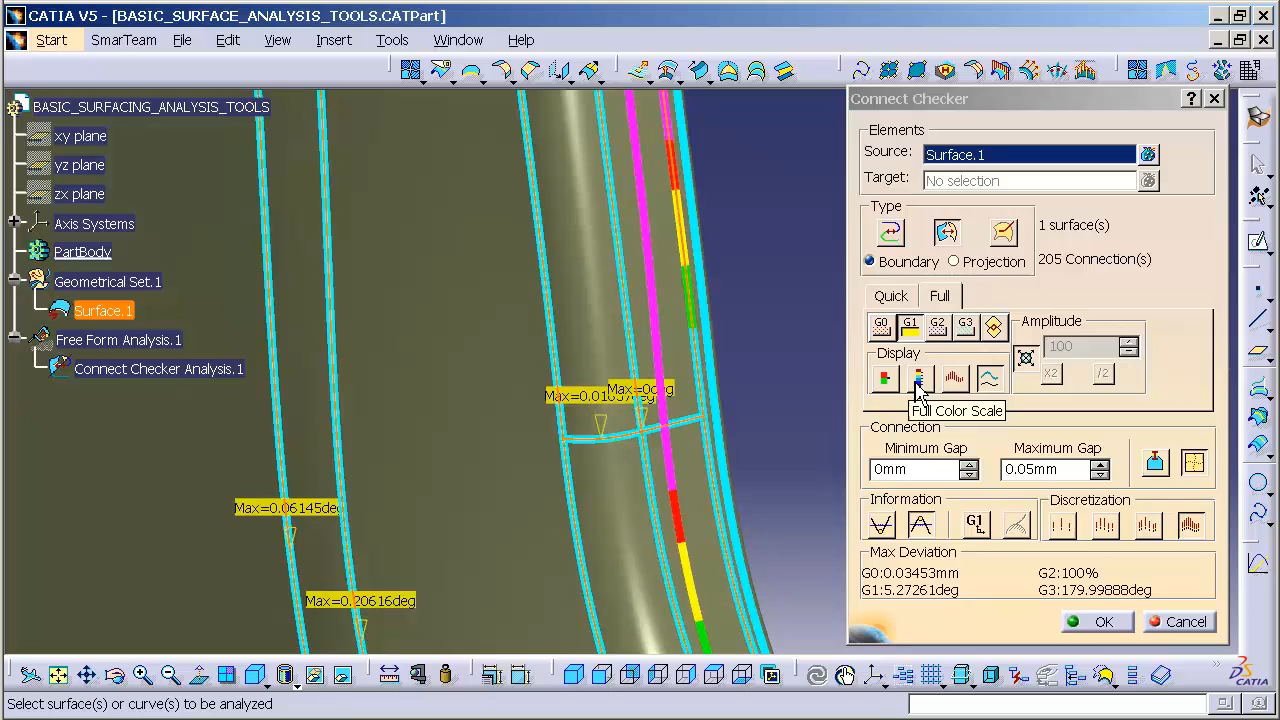 CATIA V5 - [BASIC_SURFACE_ANALYSIS_TOOLS.CATPart]
Start SmarTeam File Edit View Insert Tools Window Help
BASIC_SURFACING_ANALYSIS_TOOLS
xy plane
yz plane
zx plane
Axis Systems
PartBody
Geometrical Set.1
Surface.1
Free Form Analysis.1
Connect Checker Analysis.1
Max=0deg
Max=0.06145deg
Max=0.20616deg
Connect Checker
Elements
Source: Surface.1
Target: No selection
Type
1 surface(s)
Boundary Projection
205 Connection(s)
Quick Full
G0 G1 G2 G3
Amplitude
100
X2 /2
Display
Full Color Scale
Connection
Minimum Gap Maximum Gap
0mm 0.05mm
Information Discretization
G1
Max Deviation
G0:0.03453mm G2:100%
G1:5.27261deg G3:179.99888deg
OK Cancel
CATIA
Select surface(s) or curve(s) to be analyzed